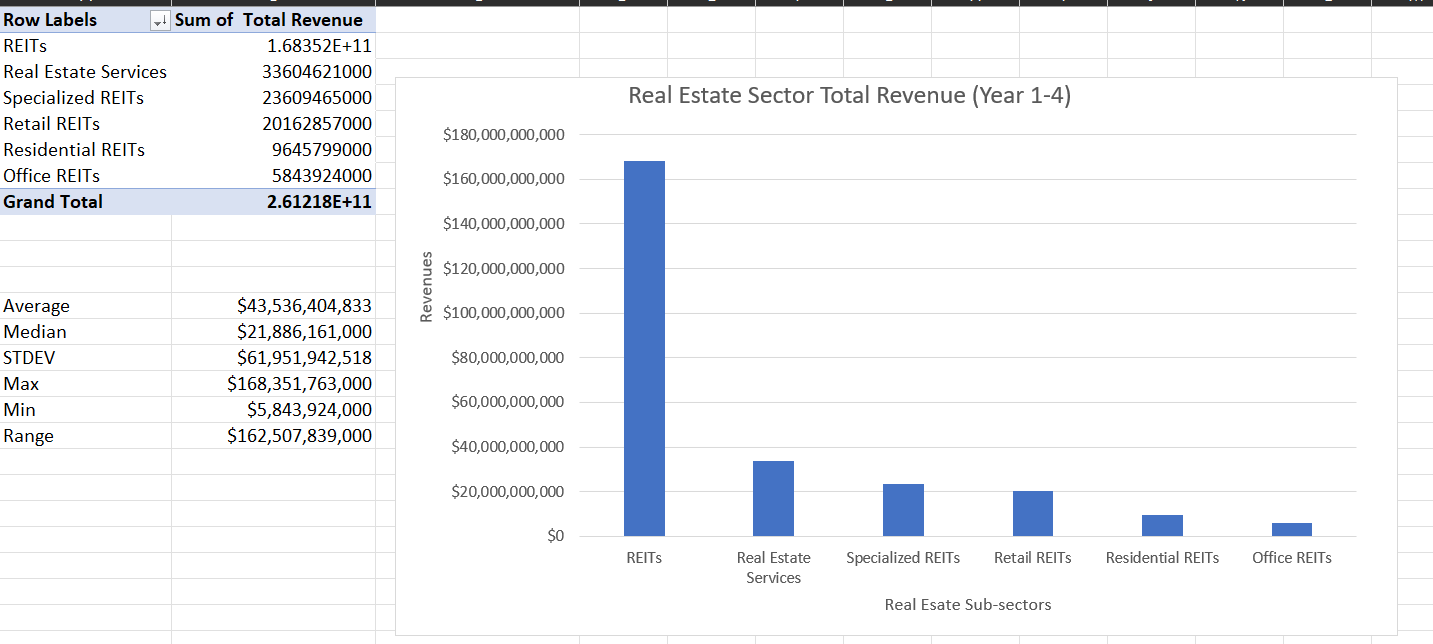 Row Labels Sum of Total Revenue
REITs 1.68352E+11
Real Estate Services 33604621000
Specialized REITs 23609465000
Retail REITs 20162857000
Residential REITs 9645799000
Office REITs 5843924000
Grand Total 2.61218E+11
Average $43,536,404,833
Median $21,886,161,000
STDEV $61,951,942,518
Max $168,351,763,000
Min $5,843,924,000
Range $162,507,839,000
Real Estate Sector Total Revenue (Year 1-4)
Revenues
$180,000,000,000
$160,000,000,000
$140,000,000,000
$120,000,000,000
$100,000,000,000
$80,000,000,000
$60,000,000,000
$40,000,000,000
$20,000,000,000
$0
REITs Real Estate Specialized REITs Retail REITs Residential REITs Office REITs
Services
Real Esate Sub-sectors